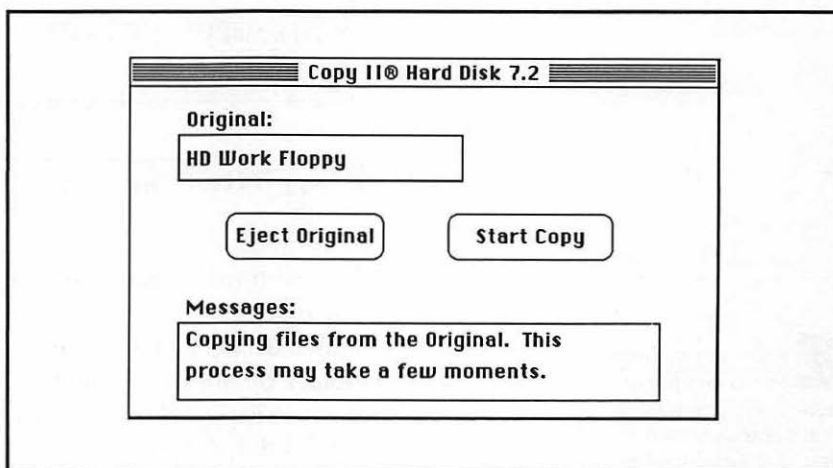 Copy II® Hard Disk 7.2
Original:
HD Work Floppy
Eject Original
Start Copy
Messages:
Copying files from the Original. This
process may take a few moments.